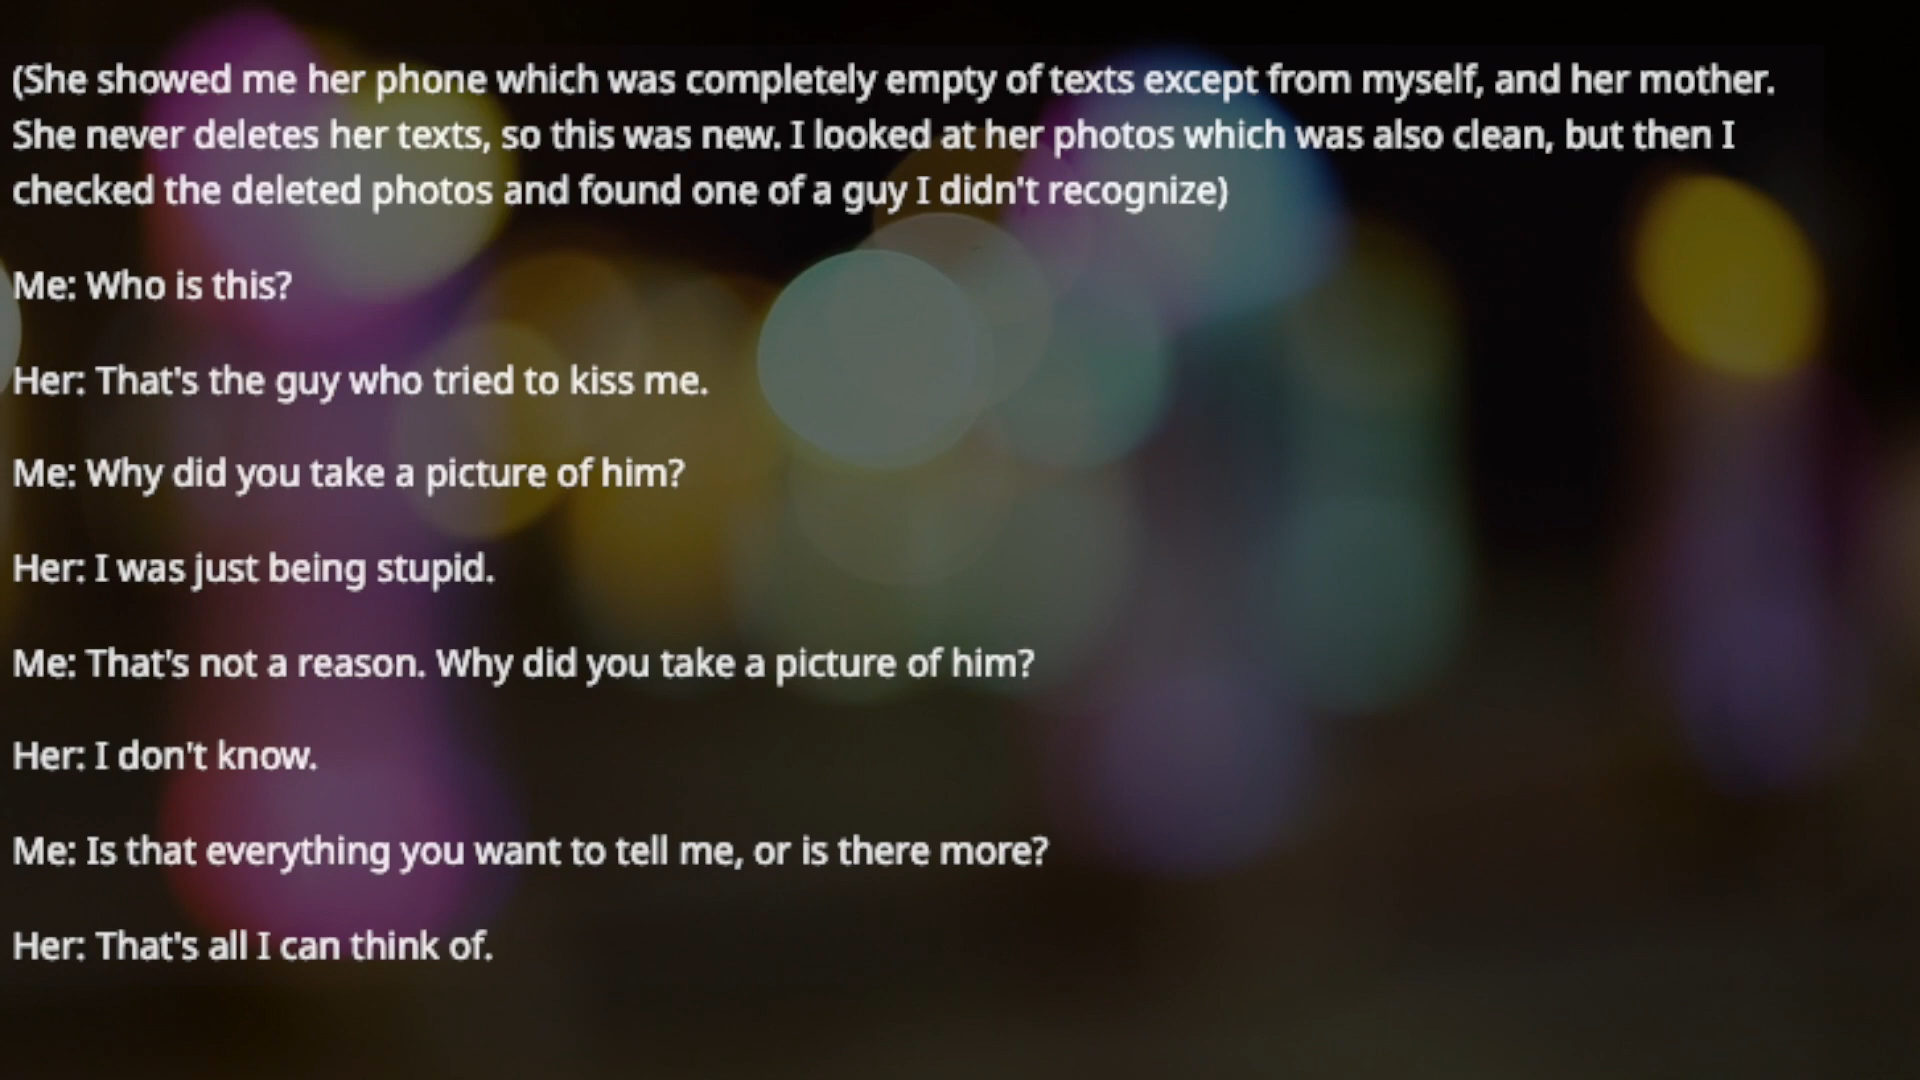 (She showed me her phone which was completely empty of texts except from myself, and her mother.
She never deletes her texts, so this was new. I looked at her photos which was also clean, but then I
checked the deleted photos and found one of a guy I didn't recognize)
Me: Who is this?
Her: That's the guy who tried to kiss me.
Me: Why did you take a picture of him?
Her: I was just being stupid.
Me: That's not a reason. Why did you take a picture of him?
Her: I don't know.
Me: Is that everything you want to tell me, or is there more?
Her: That's all I can think of.